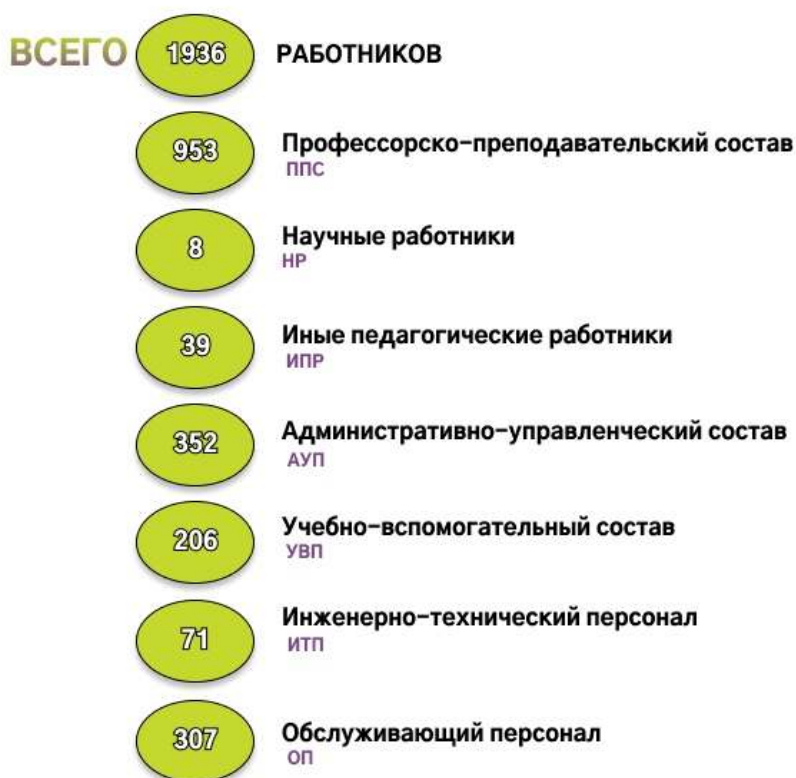 ВСЕГО 1936 РАБОТНИКОВ
953 Профессорско-преподавательский состав
ППС
8 Научные работники
НР
39 Иные педагогические работники
ИПР
352 Административно-управленческий состав
АУП
206 Учебно-вспомогательный состав
УВП
71 Инженерно-технический персонал
ИТП
307 Обслуживающий персонал
ОП